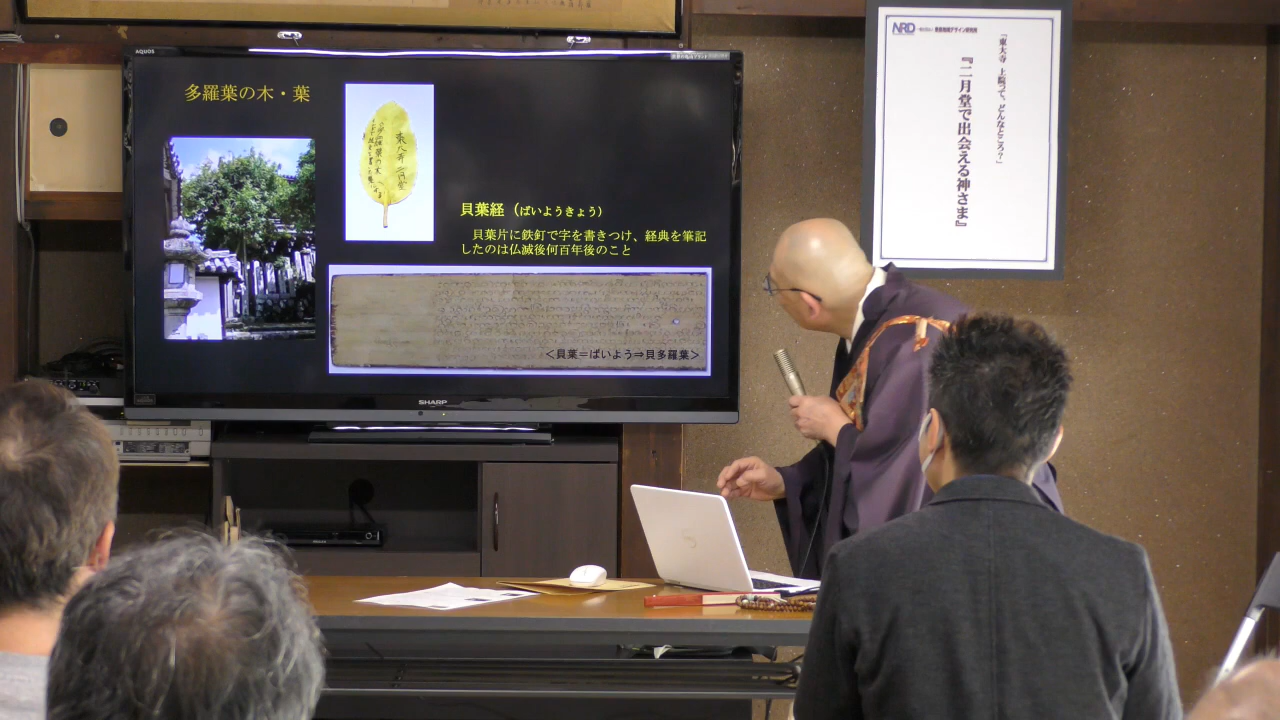 AQUOS
多羅葉の木・葉
東大寺二月堂
貝葉経（ばいようきょう）
貝葉片に鉄釘で字を書きつけ、経典を筆記
したのは仏滅後何百年後のこと
＜貝葉＝ばいよう⇒貝多羅葉＞
SHARP
NRD
「東大寺 上院って、どんなところ？」
『二月堂で出会える神さま』